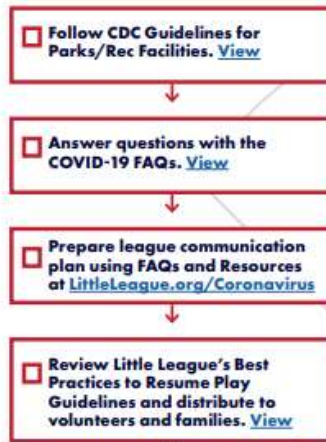 Follow CDC Guidelines for
Parks/Rec Facilities. View
Answer questions with the
COVID-19 FAQs. View
Prepare league communication
plan using FAQs and Resources
at LittleLeague.org/Coronavirus
Review Little League's Best
Practices to Resume Play
Guidelines and distribute to
volunteers and families. View